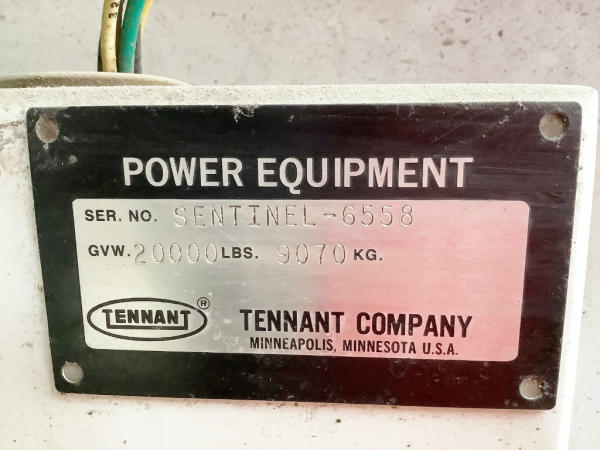 POWER EQUIPMENT
SER. NO. SENTINEL-6558
GVW. 20000 LBS. 9070 KG.
TENNANT ®
TENNANT COMPANY
MINNEAPOLIS, MINNESOTA U.S.A.